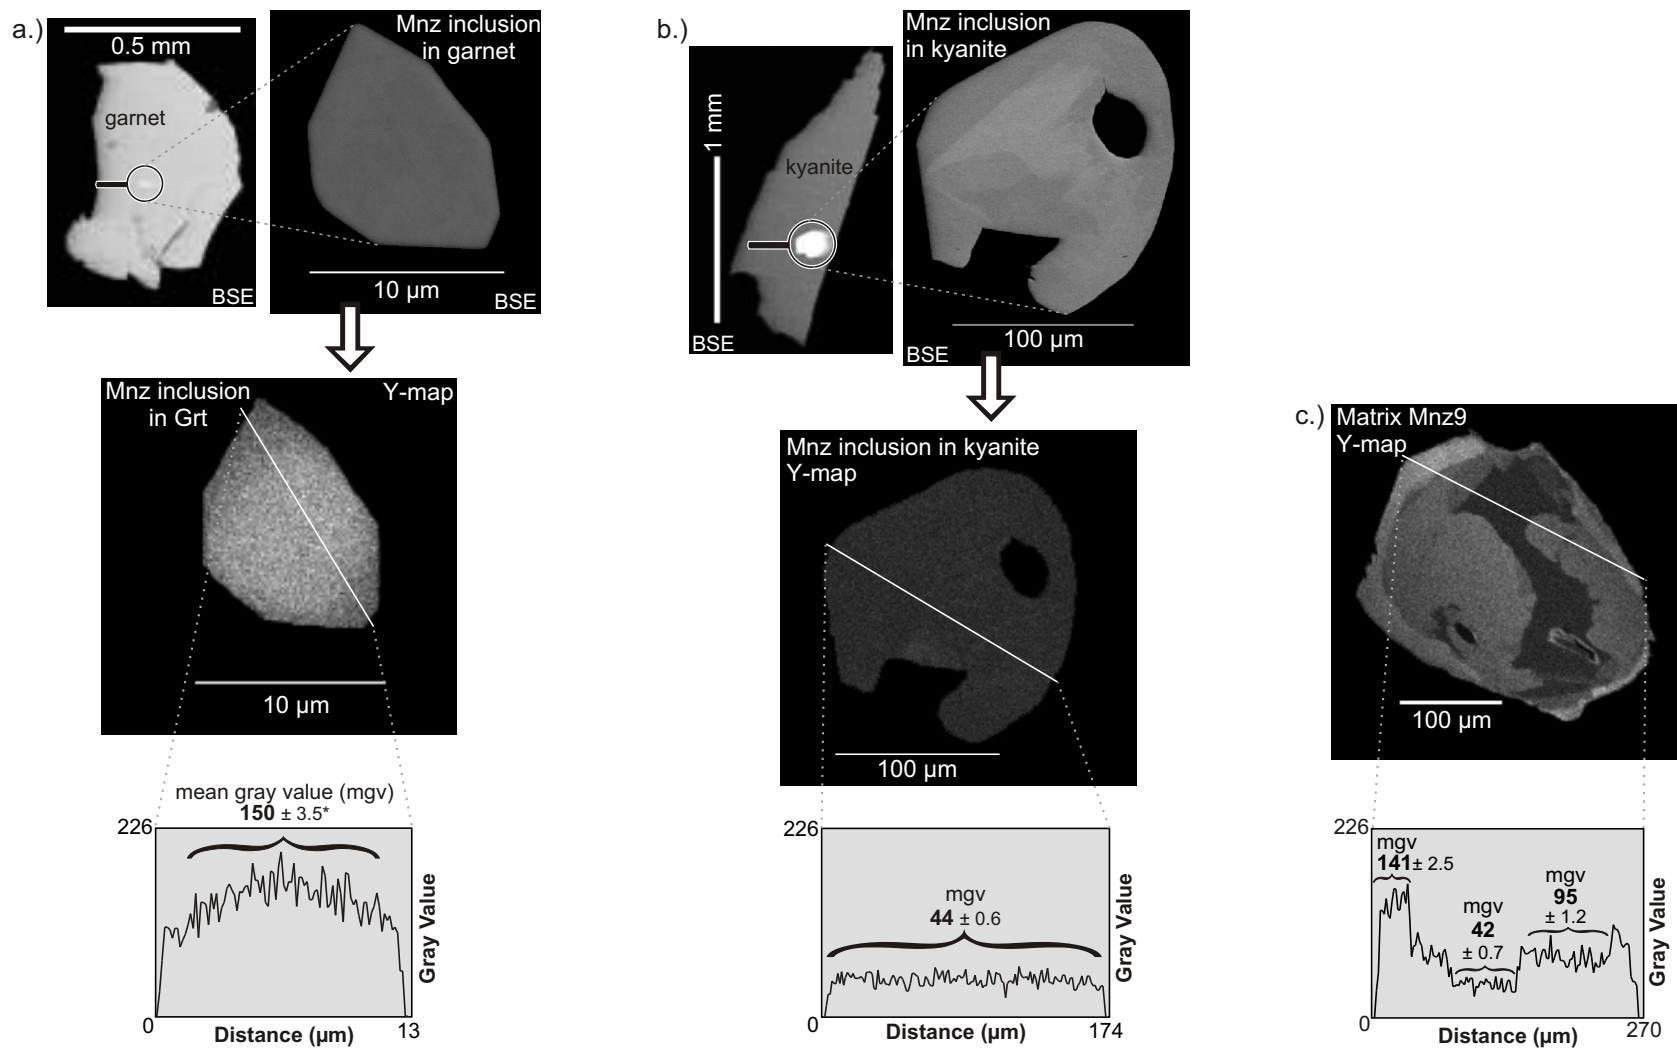 a.)
0.5 mm
garnet
BSE
Mnz inclusion
in garnet
10 µm
BSE
Mnz inclusion
in Grt
Y-map
10 µm
mean gray value (mgv)
150 ± 3.5*
226
0
Distance (µm)
13
Gray Value
b.)
1 mm
kyanite
BSE
Mnz inclusion
in kyanite
100 µm
BSE
Mnz inclusion in kyanite
Y-map
100 µm
226
mgv
44 ± 0.6
0
Distance (µm)
174
Gray Value
c.)
Matrix Mnz9
Y-map
100 µm
226
mgv
141± 2.5
mgv
42
± 0.7
mgv
95
± 1.2
0
Distance (µm)
270
Gray Value